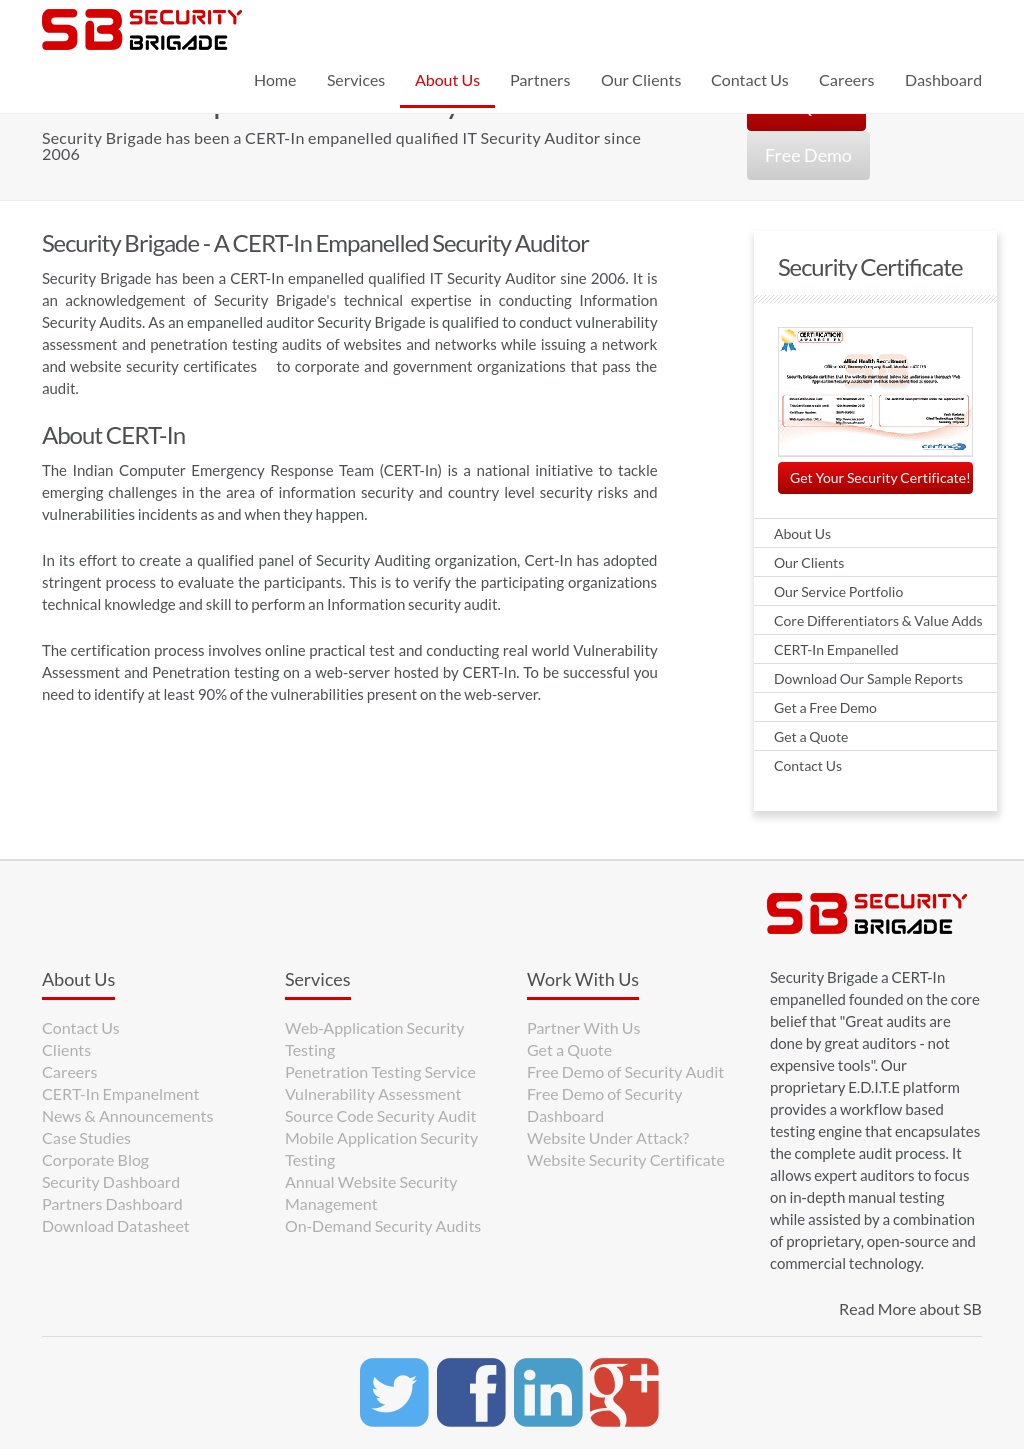 SB SECURITY
BRIGADE
Home Services About Us Partners Our Clients Contact Us Careers Dashboard
Security Brigade has been a CERT-In empanelled qualified IT Security Auditor since
2006
Free Demo
Security Brigade - A CERT-In Empanelled Security Auditor
Security Brigade has been a CERT-In empanelled qualified IT Security Auditor sine 2006. It is
an acknowledgement of Security Brigade's technical expertise in conducting Information
Security Audits. As an empanelled auditor Security Brigade is qualified to conduct vulnerability
assessment and penetration testing audits of websites and networks while issuing a network
and website security certificates to corporate and government organizations that pass the
audit.
About CERT-In
The Indian Computer Emergency Response Team (CERT-In) is a national initiative to tackle
emerging challenges in the area of information security and country level security risks and
vulnerabilities incidents as and when they happen.
In its effort to create a qualified panel of Security Auditing organization, Cert-In has adopted
stringent process to evaluate the participants. This is to verify the participating organizations
technical knowledge and skill to perform an Information security audit.
The certification process involves online practical test and conducting real world Vulnerability
Assessment and Penetration testing on a web-server hosted by CERT-In. To be successful you
need to identify at least 90% of the vulnerabilities present on the web-server.
Security Certificate
CERTIFICATION
AWARDED BY
Allied Health Recruitment
Get Your Security Certificate!
About Us
Our Clients
Our Service Portfolio
Core Differentiators & Value Adds
CERT-In Empanelled
Download Our Sample Reports
Get a Free Demo
Get a Quote
Contact Us
SB SECURITY
BRIGADE
About Us
Contact Us
Clients
Careers
CERT-In Empanelment
News & Announcements
Case Studies
Corporate Blog
Security Dashboard
Partners Dashboard
Download Datasheet
Services
Web-Application Security
Testing
Penetration Testing Service
Vulnerability Assessment
Source Code Security Audit
Mobile Application Security
Testing
Annual Website Security
Management
On-Demand Security Audits
Work With Us
Partner With Us
Get a Quote
Free Demo of Security Audit
Free Demo of Security
Dashboard
Website Under Attack?
Website Security Certificate
Security Brigade a CERT-In
empanelled founded on the core
belief that "Great audits are
done by great auditors - not
expensive tools". Our
proprietary E.D.I.T.E platform
provides a workflow based
testing engine that encapsulates
the complete audit process. It
allows expert auditors to focus
on in-depth manual testing
while assisted by a combination
of proprietary, open-source and
commercial technology.
Read More about SB